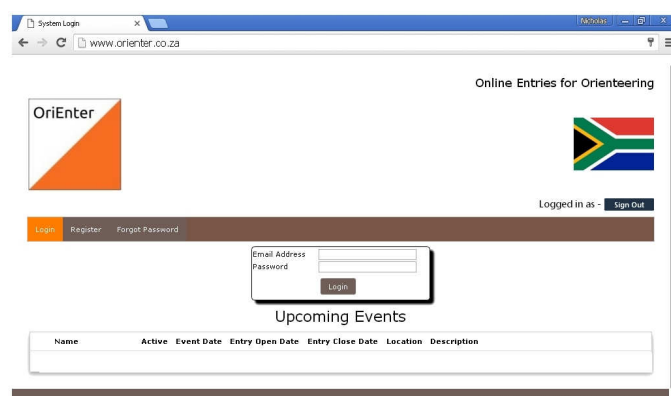 System Login
Nicholas
www.orienter.co.za
Online Entries for Orienteering
OriEnter
Logged in as - Sign Out
Login Register Forgot Password
Email Address
Password
Login
Upcoming Events
Name Active Event Date Entry Open Date Entry Close Date Location Description